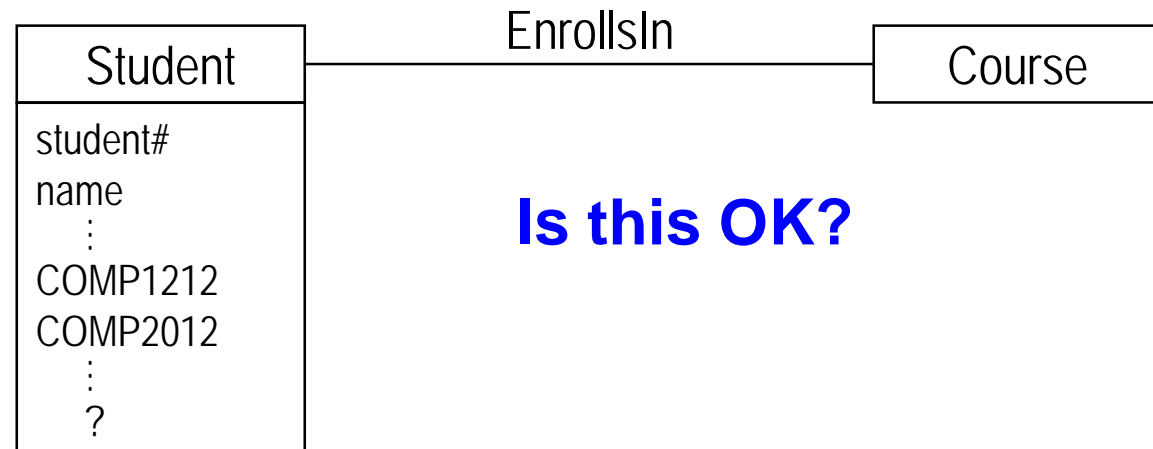 EnrollsIn
Student
Course
student#
name
⋮
COMP1212
COMP2012
⋮
?
Is this OK?